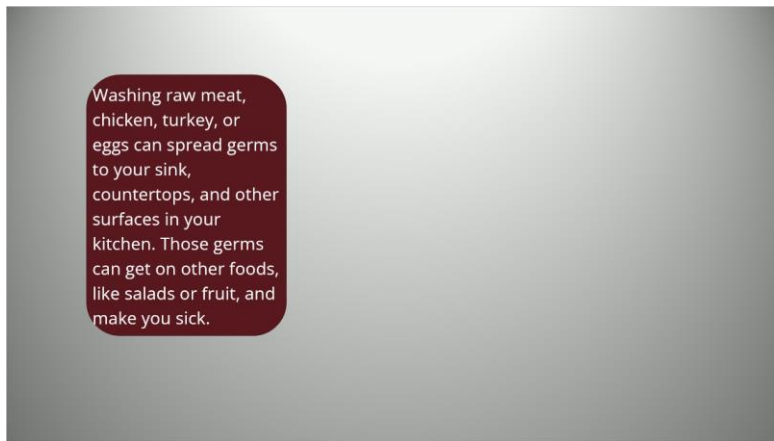 Washing raw meat,
chicken, turkey, or
eggs can spread germs
to your sink,
countertops, and other
surfaces in your
kitchen. Those germs
can get on other foods,
like salads or fruit, and
make you sick.